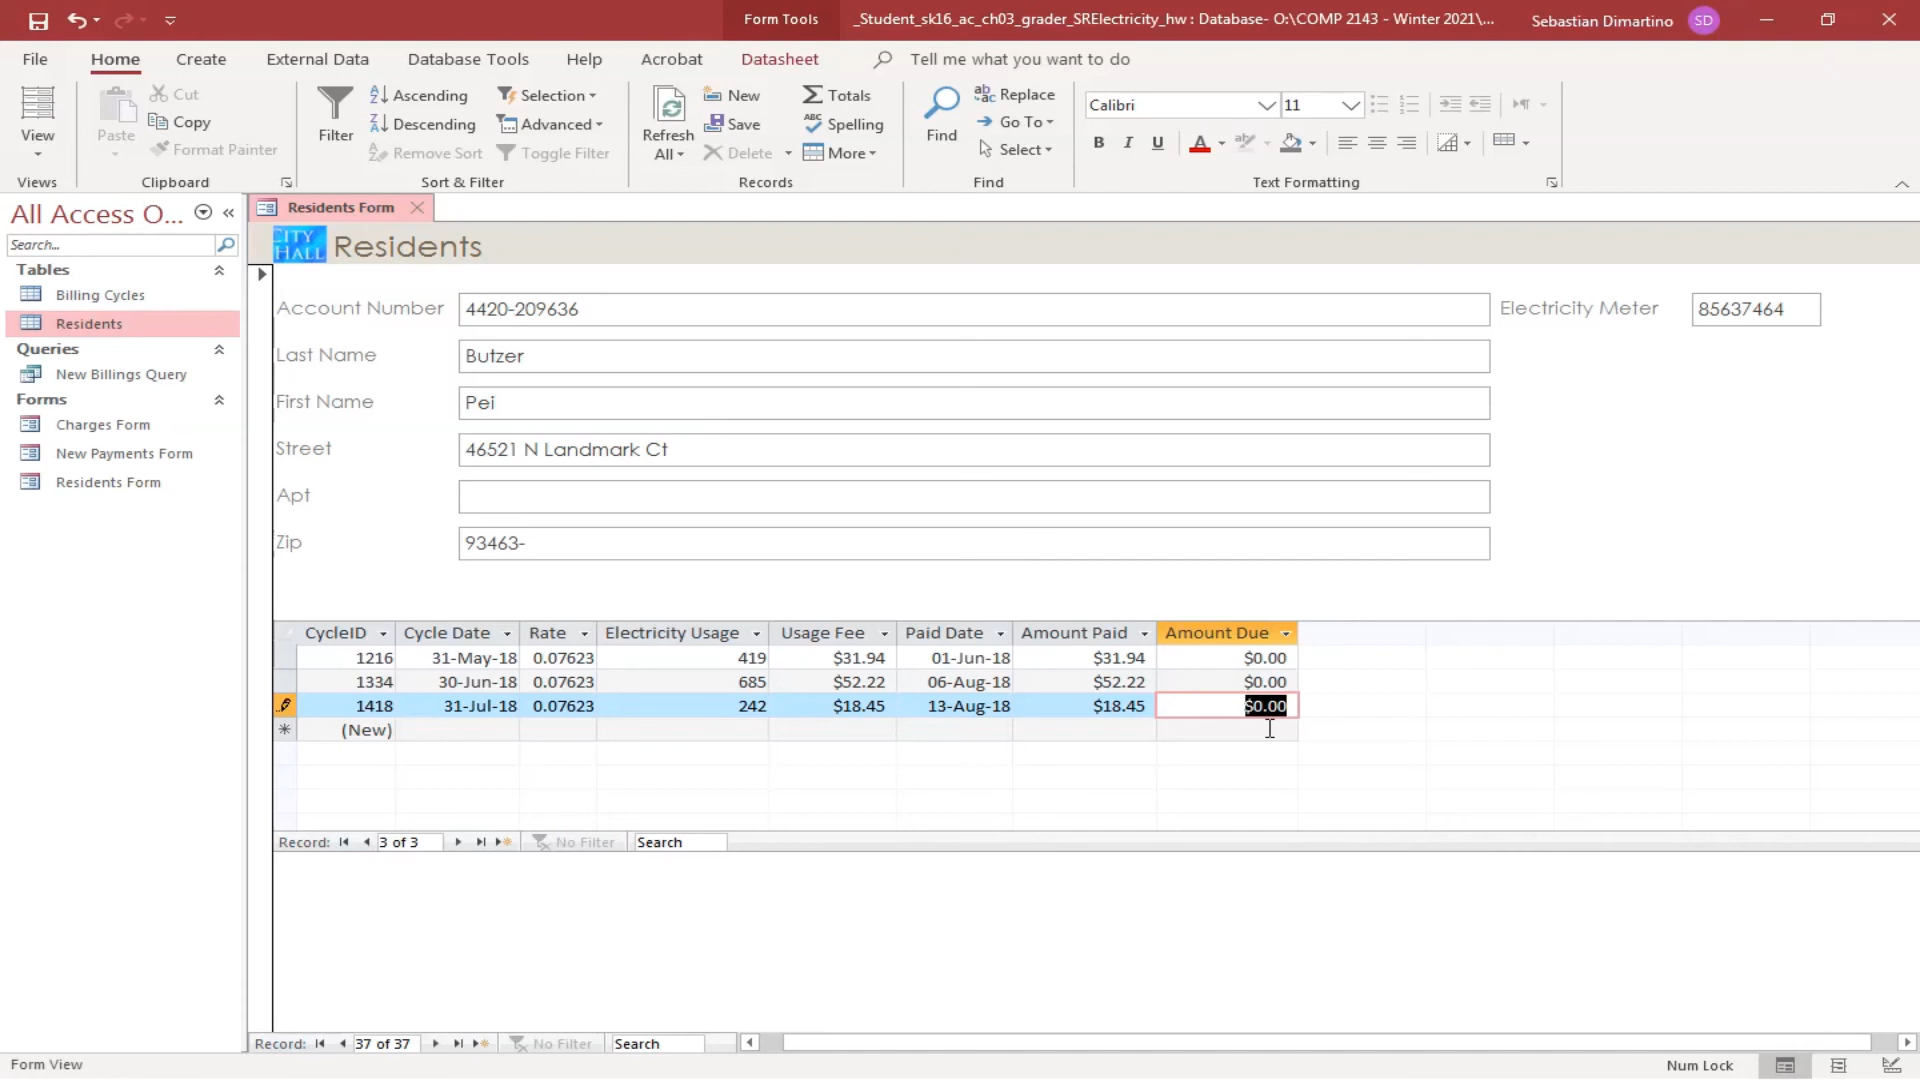 Form Tools
_Student_sk16_ac_ch03_grader_SRElectricity_hw : Database- O:\COMP 2143 - Winter 2021\...
Sebastian Dimartino SD
File Home Create External Data Database Tools Help Acrobat Datasheet Tell me what you want to do
View
Views
Paste
Cut
Copy
Format Painter
Clipboard
Filter
Ascending
Descending
Remove Sort
Selection
Advanced
Toggle Filter
Sort & Filter
Refresh
All
New
Save
Delete
Totals
Spelling
More
Records
Find
Replace
Go To
Select
Find
Calibri 11
B I U A
Text Formatting
All Access O...
Search...
Tables
Billing Cycles
Residents
Queries
New Billings Query
Forms
Charges Form
New Payments Form
Residents Form
Residents Form
CITY
HALL
Residents
Account Number 4420-209636 Electricity Meter 85637464
Last Name Butzer
First Name Pei
Street 46521 N Landmark Ct
Apt
Zip 93463-
CycleID Cycle Date Rate Electricity Usage Usage Fee Paid Date Amount Paid Amount Due
1216 31-May-18 0.07623 419 $31.94 01-Jun-18 $31.94 $0.00
1334 30-Jun-18 0.07623 685 $52.22 06-Aug-18 $52.22 $0.00
1418 31-Jul-18 0.07623 242 $18.45 13-Aug-18 $18.45 $0.00
(New)
Record: 3 of 3 No Filter Search
Record: 37 of 37 No Filter Search
Form View Num Lock